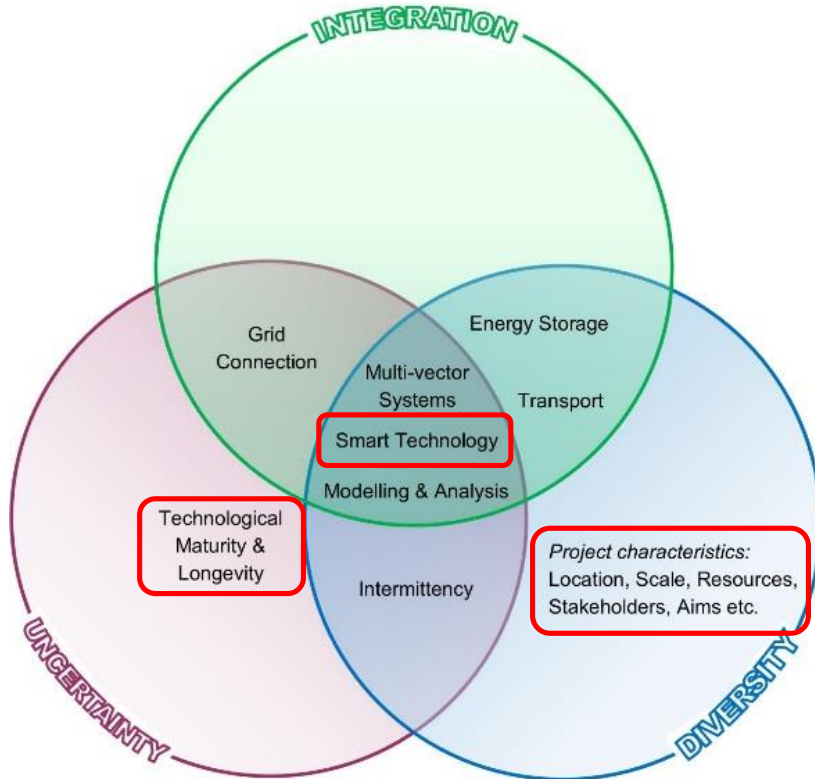 INTEGRATION
Energy Storage
Grid
Connection
Multi-vector
Systems
Transport
Smart Technology
Modelling & Analysis
Technological
Maturity &
Longevity
Project characteristics:
Location, Scale, Resources,
Stakeholders, Aims etc.
Intermittency
UNCERTAINTY
DIVERSITY